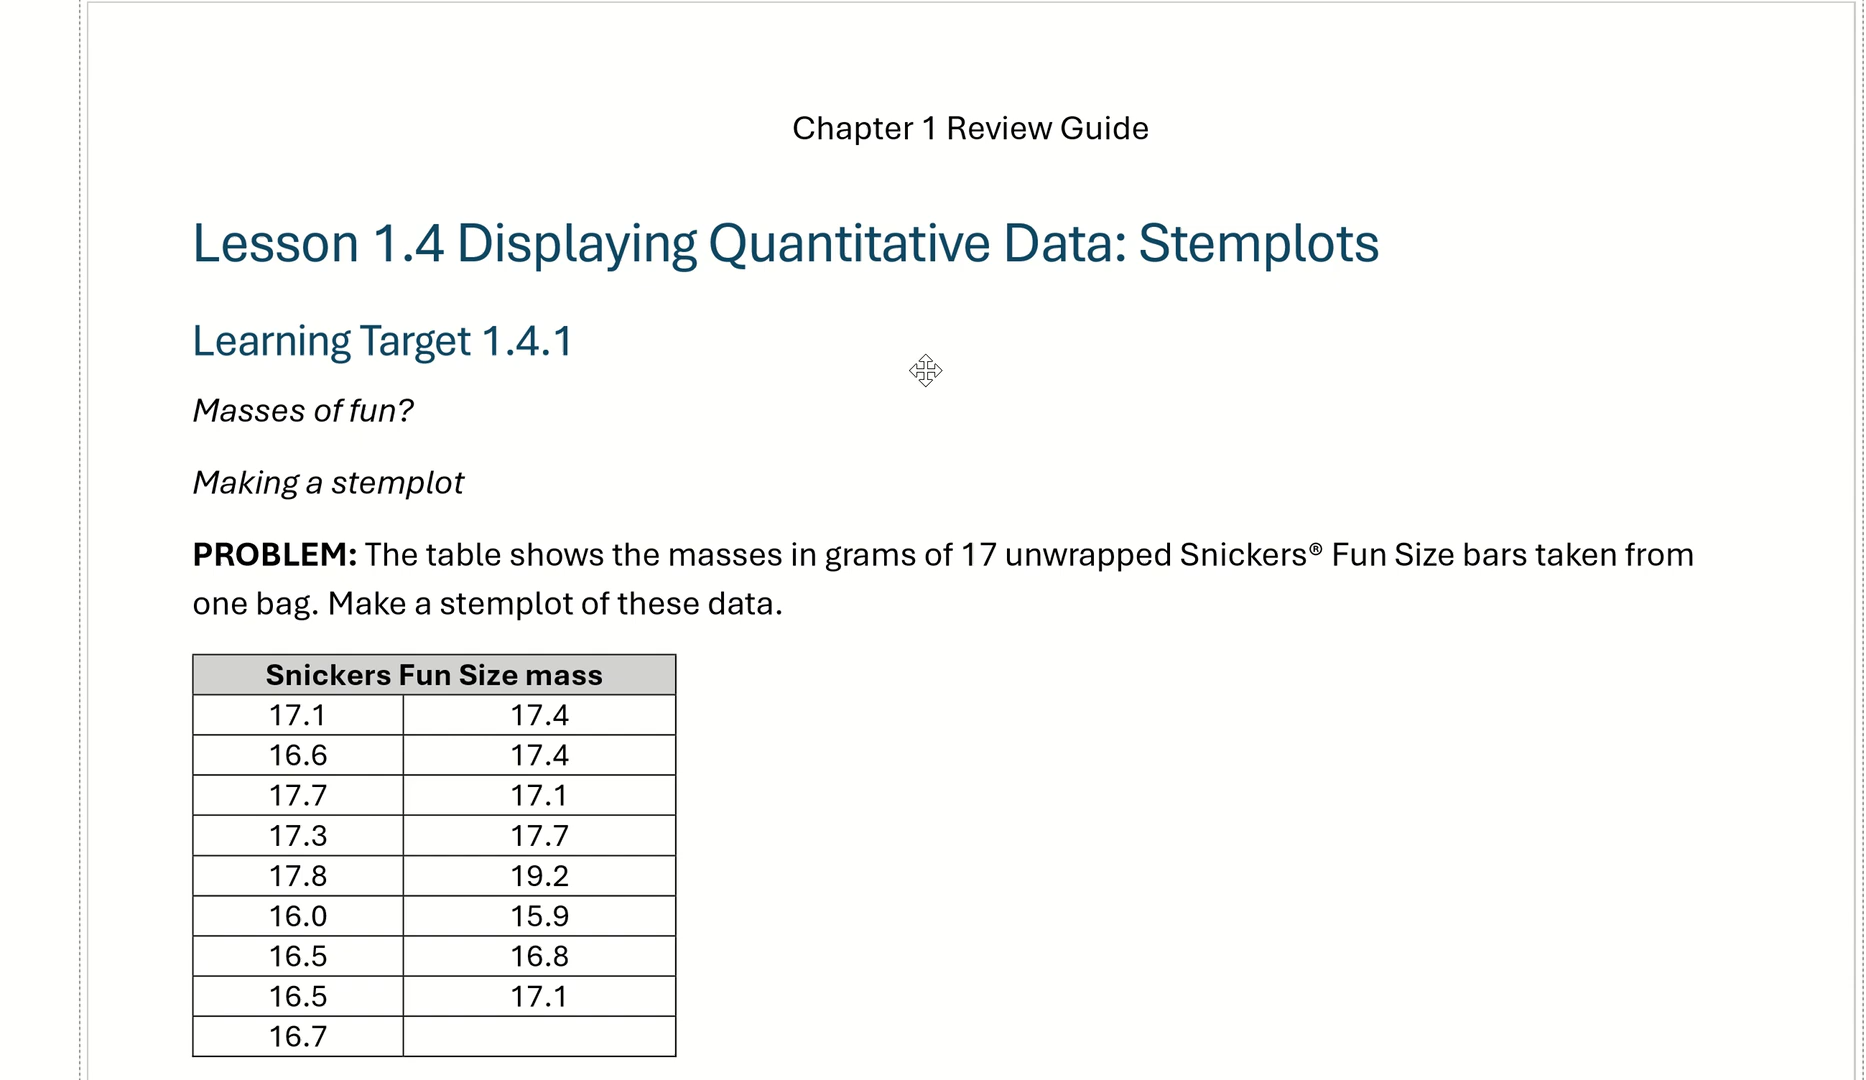 Chapter 1 Review Guide
Lesson 1.4 Displaying Quantitative Data: Stemplots
Learning Target 1.4.1
Masses of fun?
Making a stemplot
PROBLEM: The table shows the masses in grams of 17 unwrapped Snickers® Fun Size bars taken from
one bag. Make a stemplot of these data.
Snickers Fun Size mass
17.1 17.4
16.6 17.4
17.7 17.1
17.3 17.7
17.8 19.2
16.0 15.9
16.5 16.8
16.5 17.1
16.7